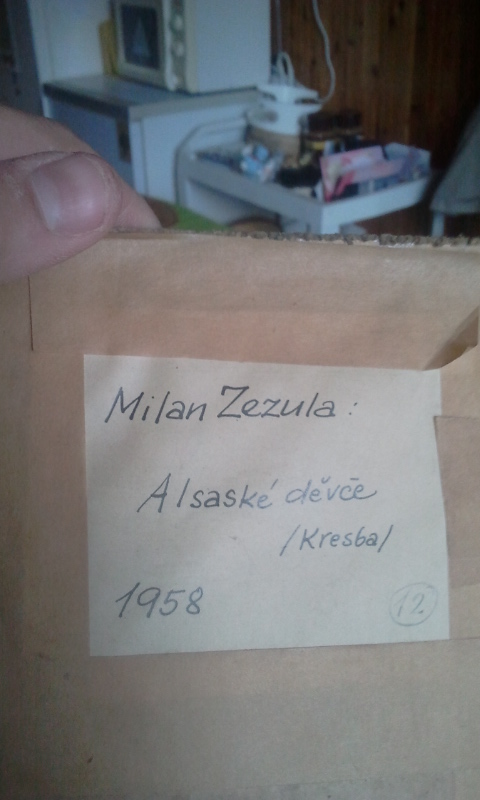 Milan Zezula:
Alsaské děvče
/Kresba/
1958
12